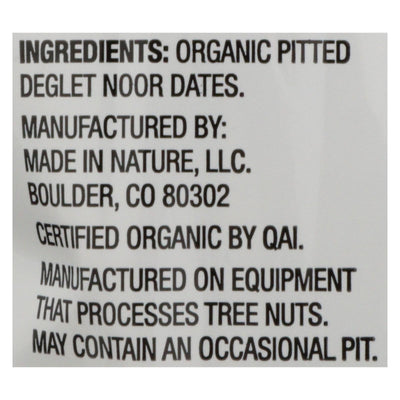 INGREDIENTS: ORGANIC PITTED
DEGLET NOOR DATES.
MANUFACTURED BY:
MADE IN NATURE, LLC.
BOULDER, CO 80302
CERTIFIED ORGANIC BY QAI.
MANUFACTURED ON EQUIPMENT
THAT PROCESSES TREE NUTS.
MAY CONTAIN AN OCCASIONAL PIT.